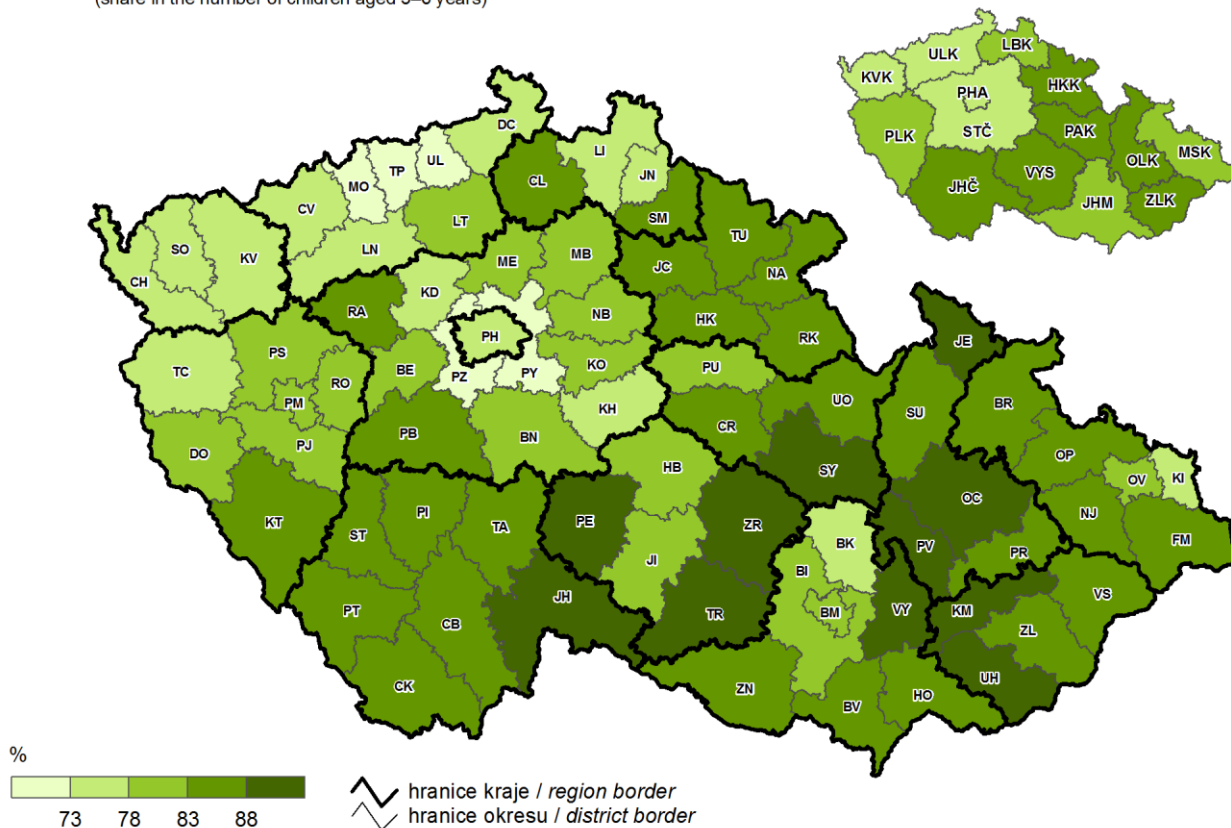 (share in the number of children aged 3–6 years)
ULK
LBK
KVK
HKK
PHA
PLK
STČ
PAK
MSK
OLK
VYS
JHČ
JHM
ZLK
DC
UL
LI
TP
CL
JN
MO
CV
LT
SM
TU
SO
KV
LN
ME
MB
JC
NA
CH
KD
RA
NB
HK
PH
RK
JE
PS
KO
TC
BE
PU
RO
PZ
PY
PM
KH
UO
SU
BR
PB
BN
CR
DO
PJ
HB
OP
SY
OV
KI
OC
KT
PI
PE
ZR
NJ
ST
TA
BK
FM
PV
PR
JI
BI
VS
JH
PT
TR
BM
VY
KM
CB
ZL
UH
CK
ZN
HO
BV
%
73 78 83 88
hranice kraje / region border
hranice okresu / district border